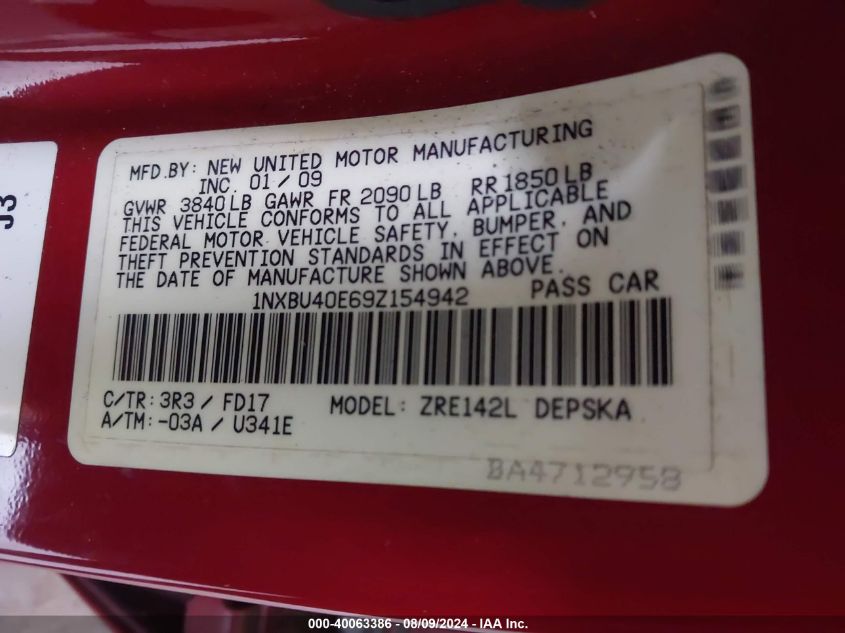 J3
MFD.BY: NEW UNITED MOTOR MANUFACTURING
INC. 01/09
GVWR 3840LB GAWR FR 2090LB RR1850LB
THIS VEHICLE CONFORMS TO ALL APPLICABLE
FEDERAL MOTOR VEHICLE SAFETY, BUMPER, AND
THEFT PREVENTION STANDARDS IN EFFECT ON
THE DATE OF MANUFACTURE SHOWN ABOVE.
1NXBU40E69Z154942 PASS CAR
C/TR: 3R3 / FD17 MODEL: ZRE142L DEPSKA
A/TM: -03A / U341E
BA4712958
000-40063386 - 08/09/2024 - IAA Inc.